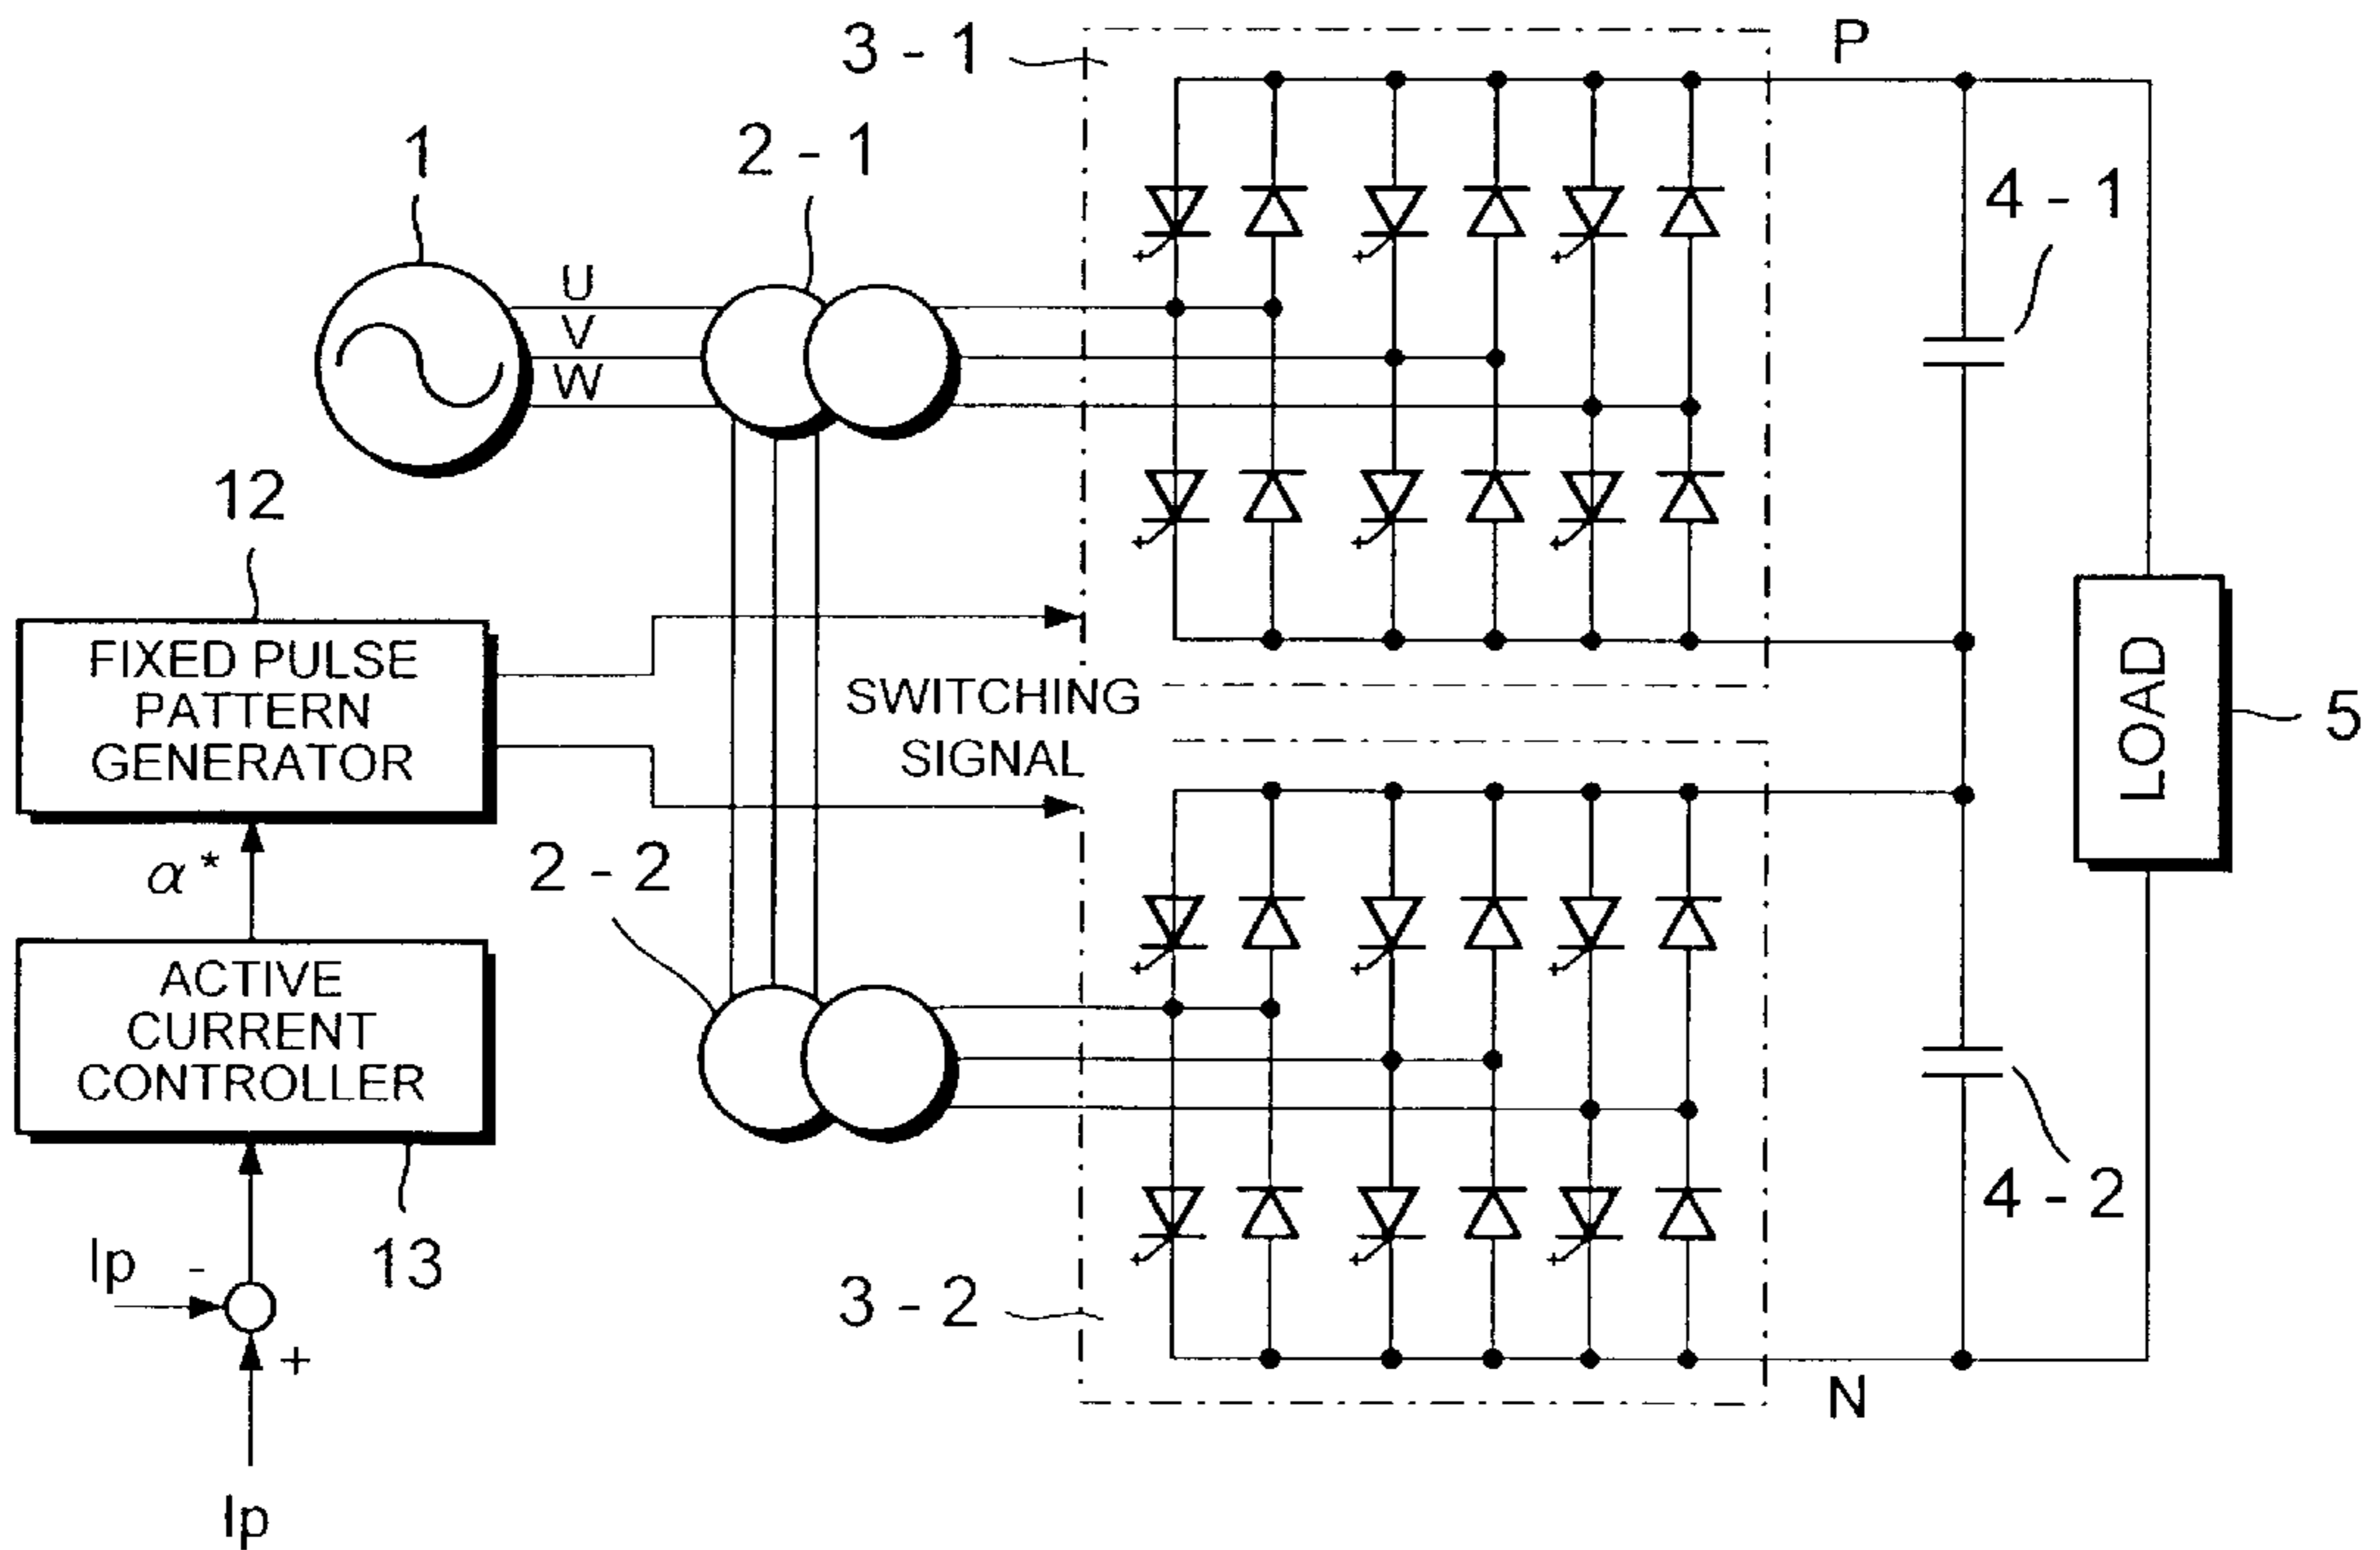 3 - 1
P
1
2 - 1
4 - 1
U
V
W
12
FIXED PULSE
PATTERN
GENERATOR
SWITCHING
SIGNAL
LOAD
5
α*
2 - 2
ACTIVE
CURRENT
CONTROLLER
4 - 2
Ip
-
13
3 - 2
+
N
Ip